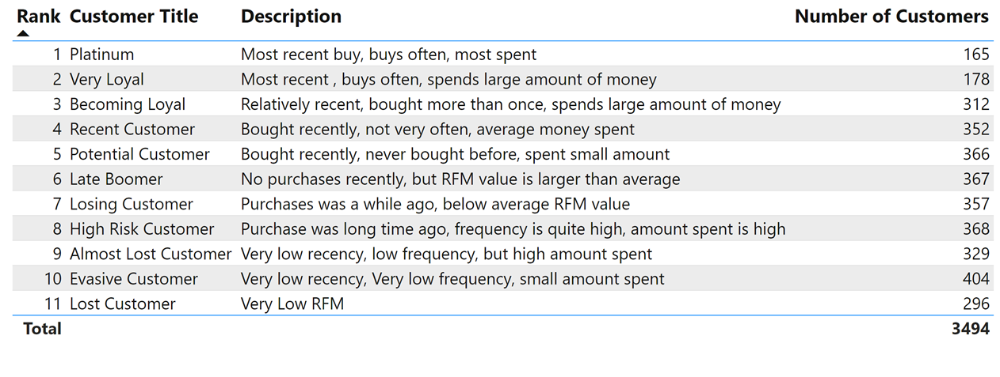 Rank Customer Title Description Number of Customers
1 Platinum Most recent buy, buys often, most spent 165
2 Very Loyal Most recent , buys often, spends large amount of money 178
3 Becoming Loyal Relatively recent, bought more than once, spends large amount of money 312
4 Recent Customer Bought recently, not very often, average money spent 352
5 Potential Customer Bought recently, never bought before, spent small amount 366
6 Late Boomer No purchases recently, but RFM value is larger than average 367
7 Losing Customer Purchases was a while ago, below average RFM value 357
8 High Risk Customer Purchase was long time ago, frequency is quite high, amount spent is high 368
9 Almost Lost Customer Very low recency, low frequency, but high amount spent 329
10 Evasive Customer Very low recency, Very low frequency, small amount spent 404
11 Lost Customer Very Low RFM 296
Total 3494